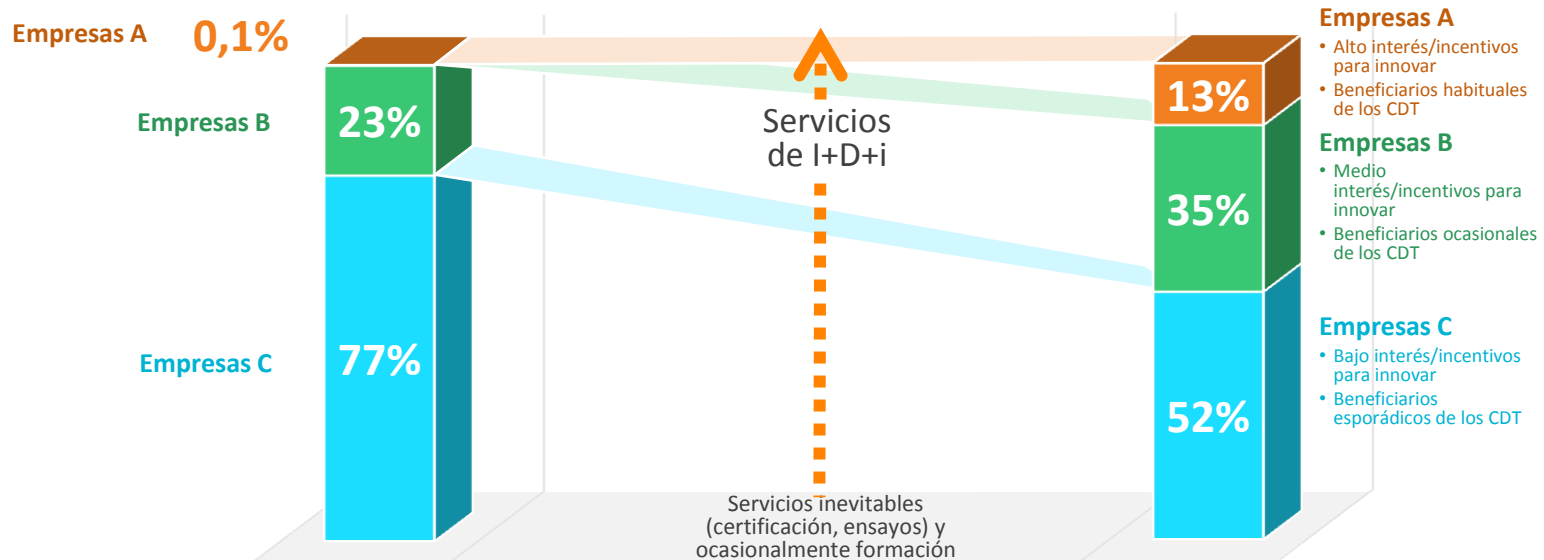 Empresas A
0,1%
Empresas B
23%
Empresas C
77%
Servicios
de I+D+i
Servicios inevitables
(certificación, ensayos) y
ocasionalmente formación
13%
35%
52%
Empresas A
• Alto interés/incentivos
para innovar
• Beneficiarios habituales
de los CDT
Empresas B
• Medio
interés/incentivos para
innovar
• Beneficiarios ocasionales
de los CDT
Empresas C
• Bajo interés/incentivos
para innovar
• Beneficiarios
esporádicos de los CDT